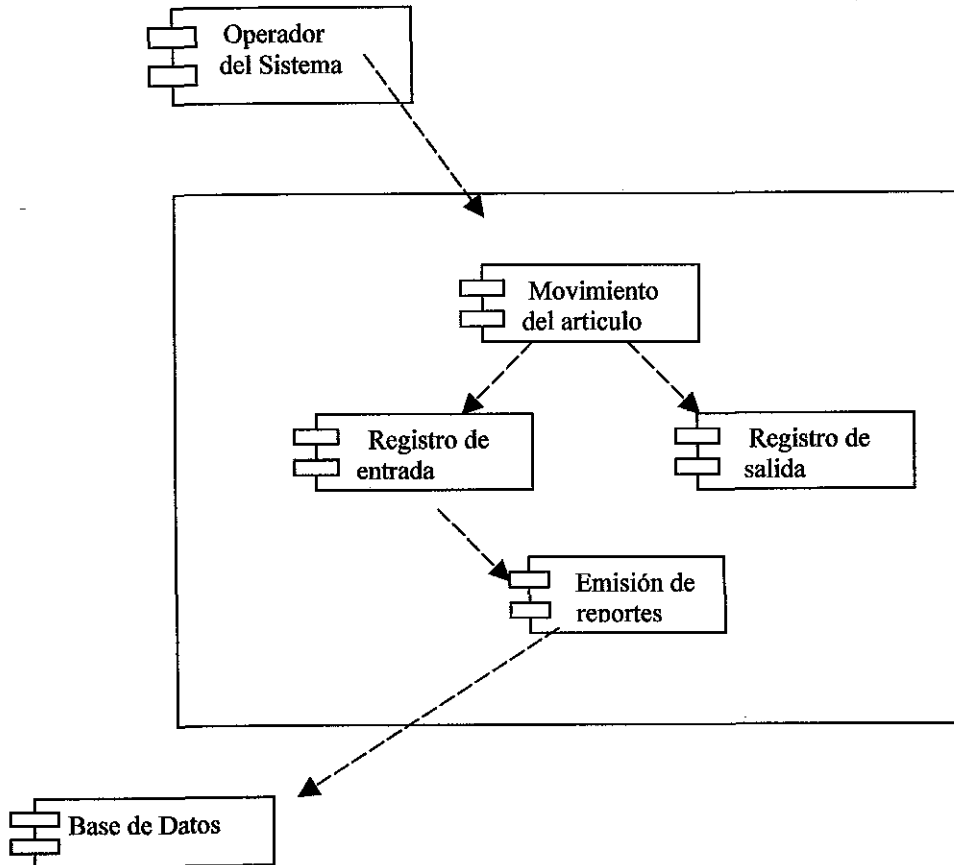 Operador
del Sistema
Movimiento
del articulo
Registro de
entrada
Registro de
salida
Emisión de
reportes
Base de Datos